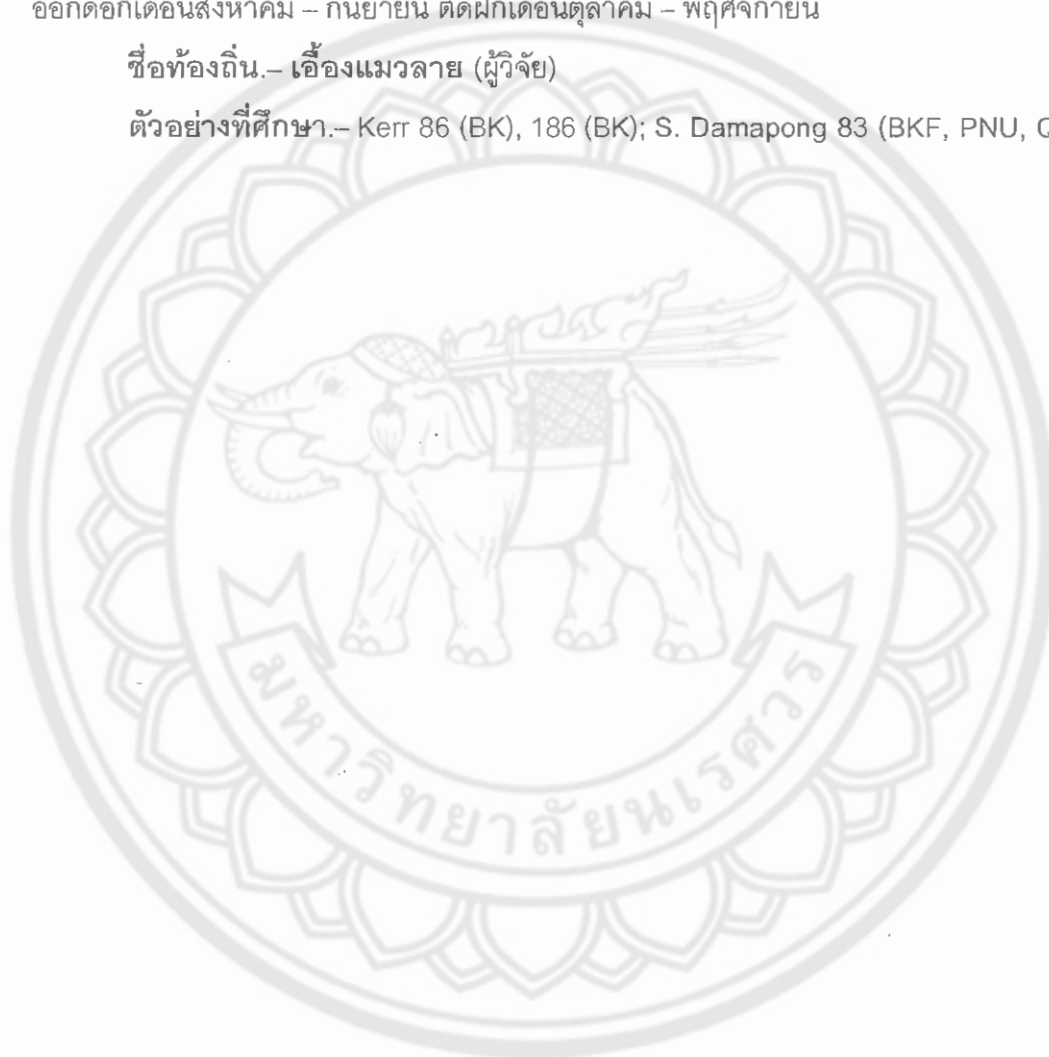 ออกดอกเดือนสิงหาคม – กันยายน ติดฝักเดือนตุลาคม – พฤศจิกายน
ชื่อท้องถิ่น.– เอื้องแมวลาย (ผู้วิจัย)
ตัวอย่างที่ศึกษา.– Kerr 86 (BK), 186 (BK); S. Damapong 83 (BKF, PNU,
มหาวิทยาลัยนเรศวร